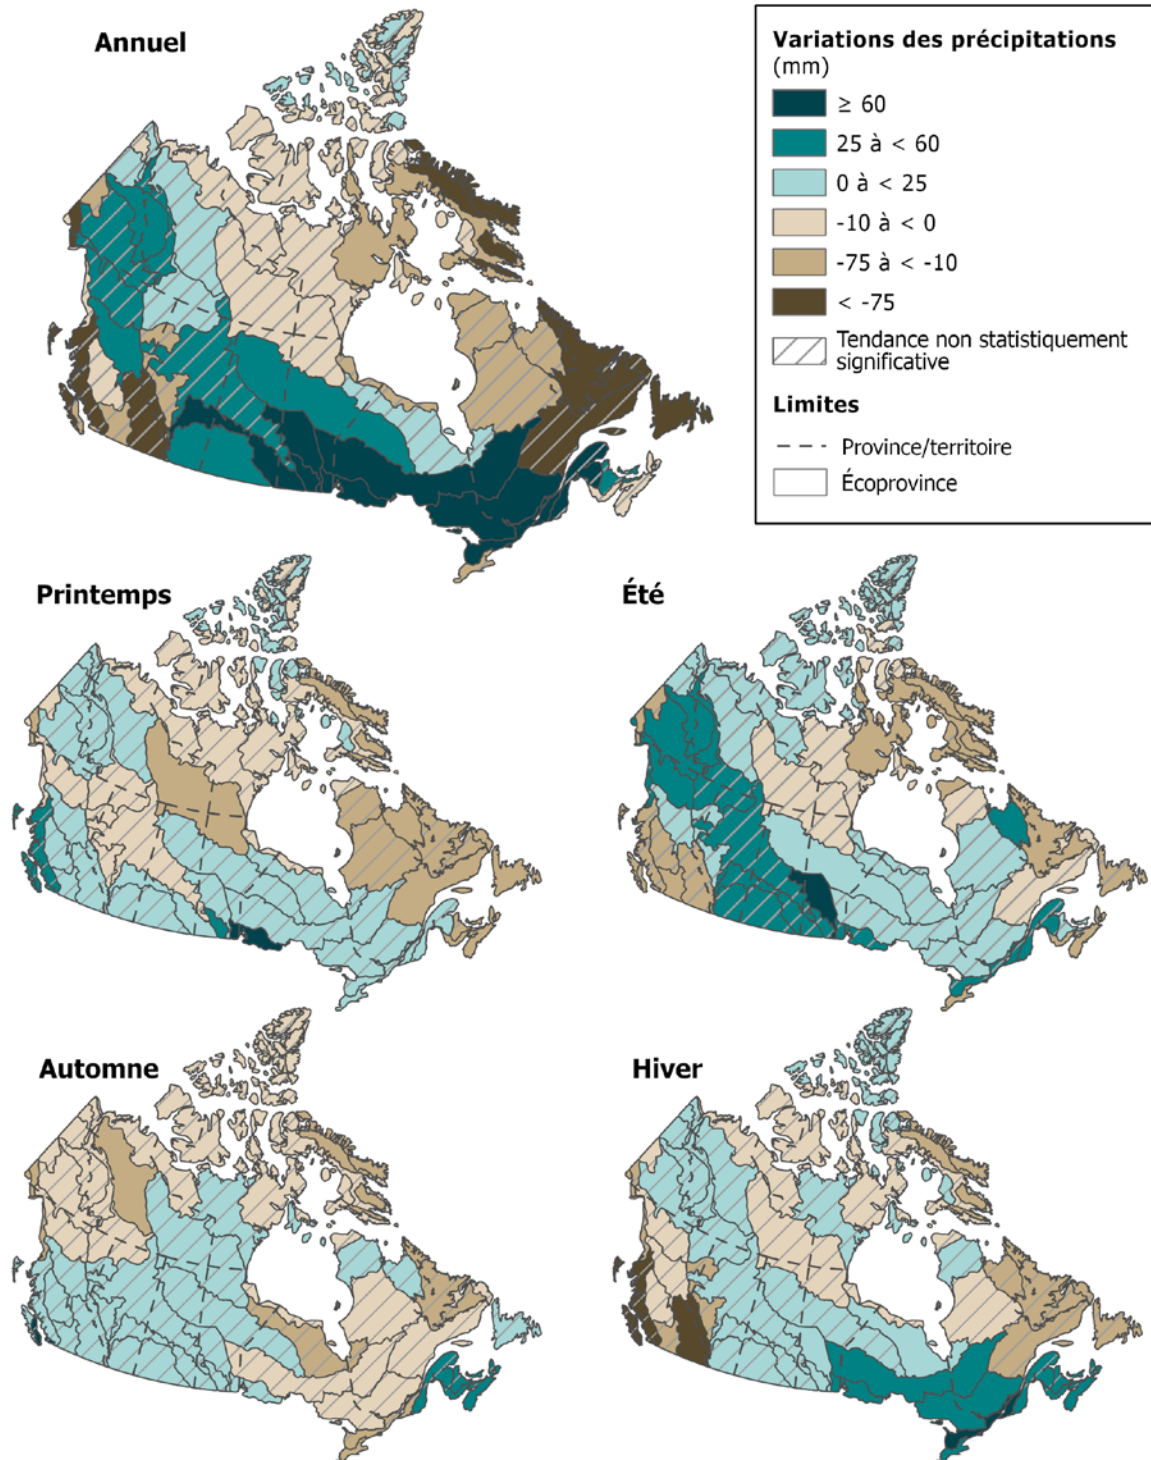 Annuel
Variations des précipitations
(mm)
≥ 60
25 à < 60
0 à < 25
-10 à < 0
-75 à < -10
< -75
Tendance non statistiquement
significative
Limites
Province/territoire
Écoprovince
Printemps
Été
Automne
Hiver